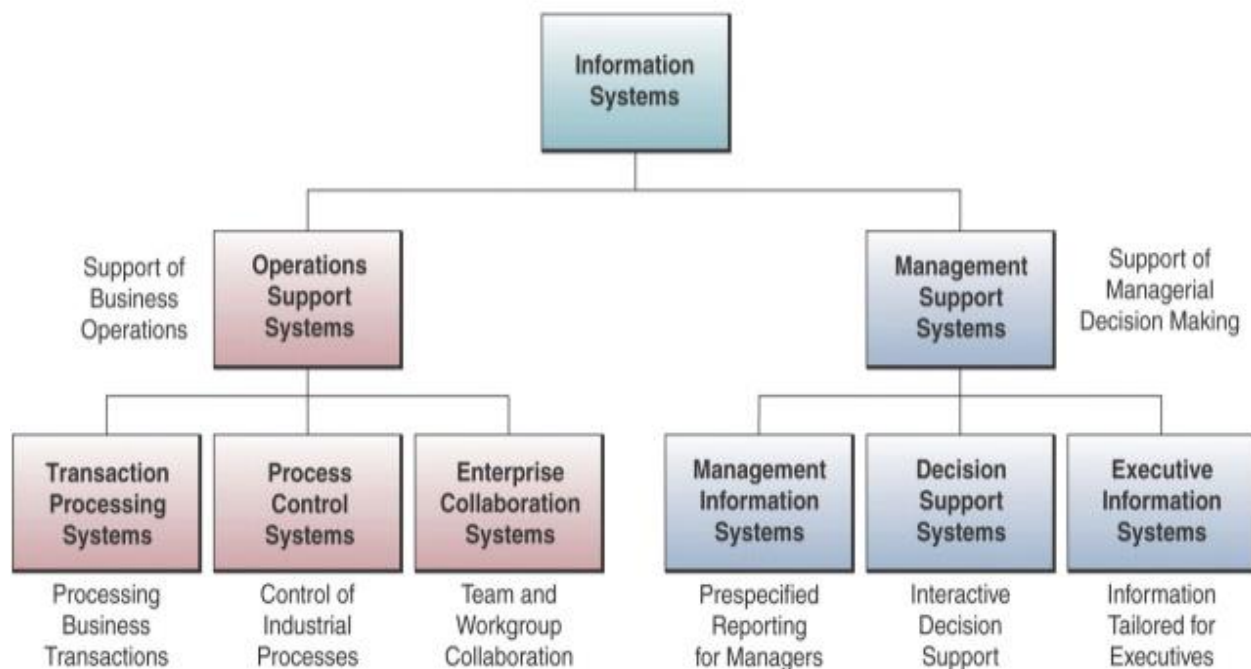 Information
Systems
Support of
Business
Operations
Operations
Support
Systems
Management
Support
Systems
Support of
Managerial
Decision Making
Transaction
Processing
Systems
Process
Control
Systems
Enterprise
Collaboration
Systems
Management
Information
Systems
Decision
Support
Systems
Executive
Information
Systems
Processing
Business
Transactions
Control of
Industrial
Processes
Team and
Workgroup
Collaboration
Prespecified
Reporting
for Managers
Interactive
Decision
Support
Information
Tailored for
Executives